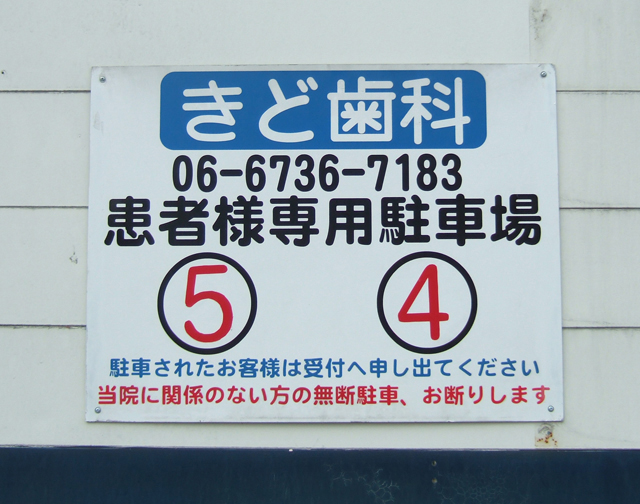 きど歯科
06-6736-7183
患者様専用駐車場
5 4
駐車されたお客様は受付へ申し出てください
当院に関係のない方の無断駐車、お断りします